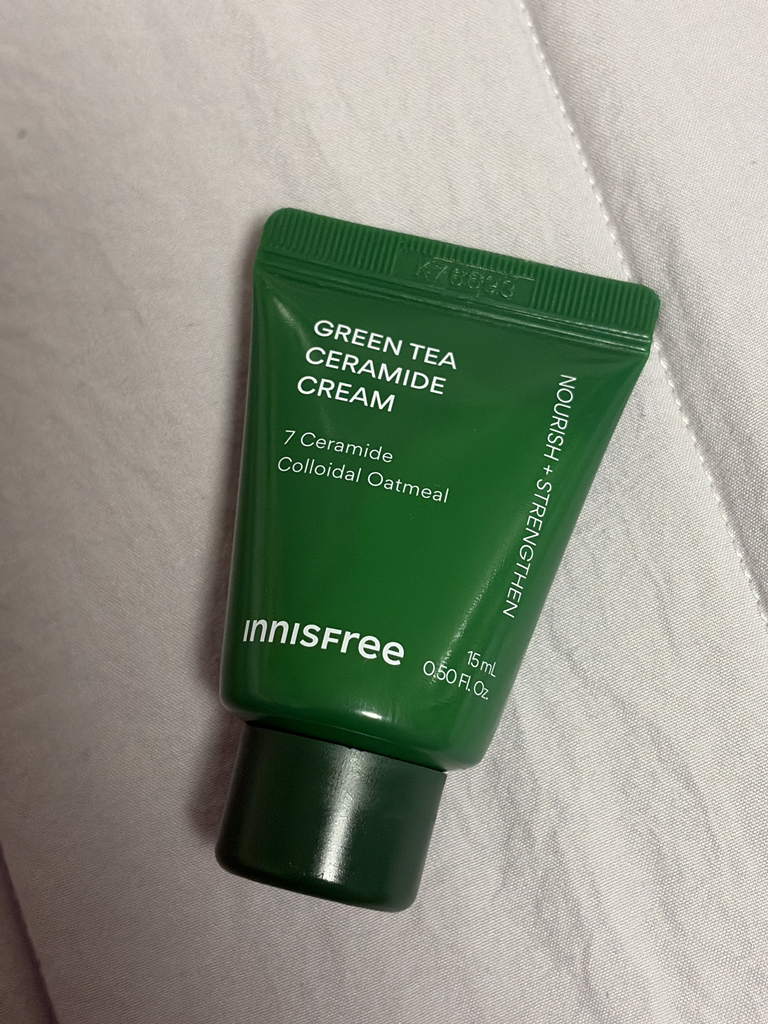 GREEN TEA
CERAMIDE
CREAM
7 Ceramide
Colloidal Oatmeal
NOURISH + STRENGTHEN
innisfree
15 mL
0.50 Fl. Oz.